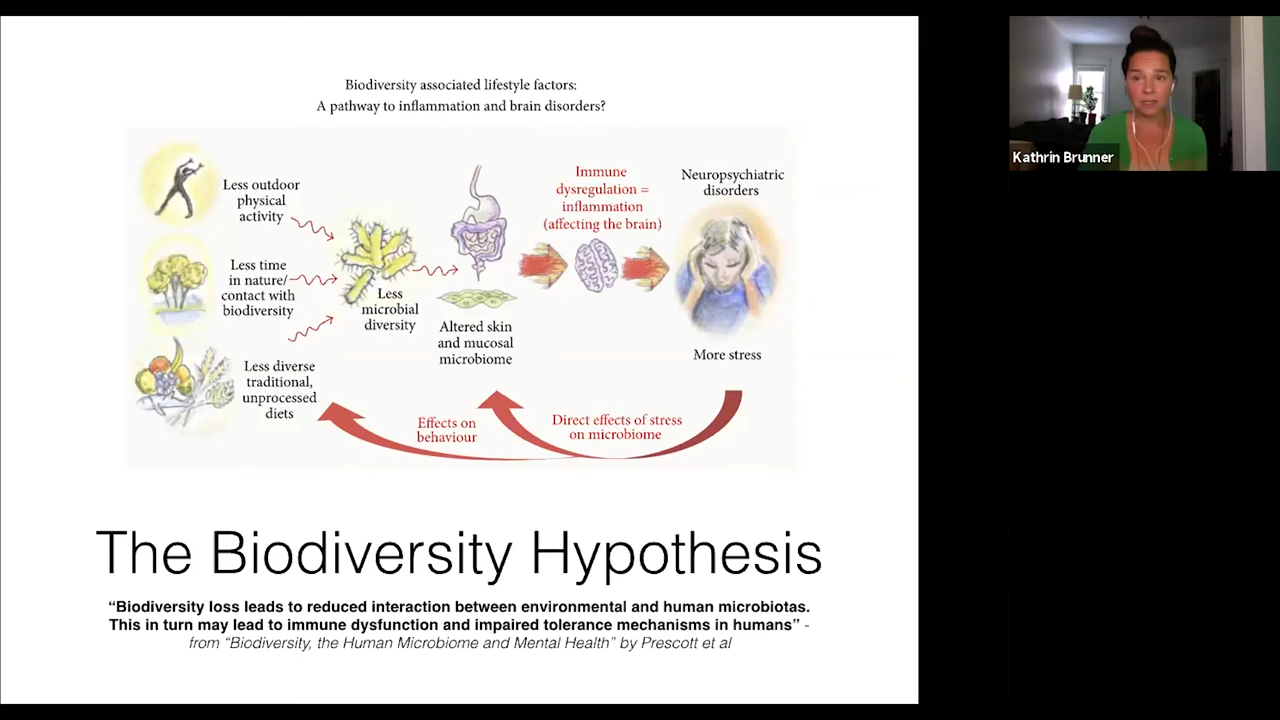 Biodiversity associated lifestyle factors:
A pathway to inflammation and brain disorders?
Less outdoor
physical
activity
Less time
in nature/
contact with
biodiversity
Less diverse
traditional,
unprocessed
diets
Less
microbial
diversity
Altered skin
and mucosal
microbiome
Immune
dysregulation =
inflammation
(affecting the brain)
Neuropsychiatric
disorders
More stress
Effects on
behaviour
Direct effects of stress
on microbiome
The Biodiversity Hypothesis
“Biodiversity loss leads to reduced interaction between environmental and human microbiotas.
This in turn may lead to immune dysfunction and impaired tolerance mechanisms in humans” -
from “Biodiversity, the Human Microbiome and Mental Health” by Prescott et al
Kathrin Brunner